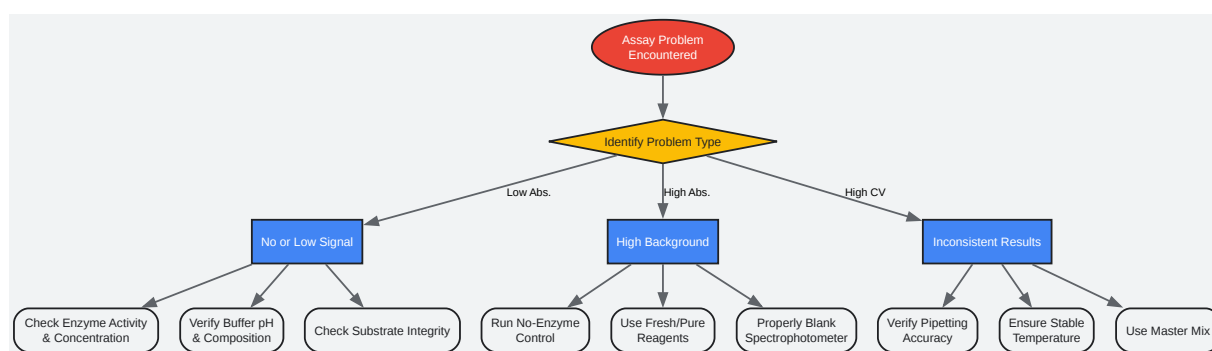 Assay Problem
Encountered
Identify Problem Type
Low Abs.
High Abs.
High CV
No or Low Signal
High Background
Inconsistent Results
Check Enzyme Activity
& Concentration
Verify Buffer pH
& Composition
Check Substrate Integrity
Run No-Enzyme
Control
Use Fresh/Pure
Reagents
Properly Blank
Spectrophotometer
Verify Pipetting
Accuracy
Ensure Stable
Temperature
Use Master Mix